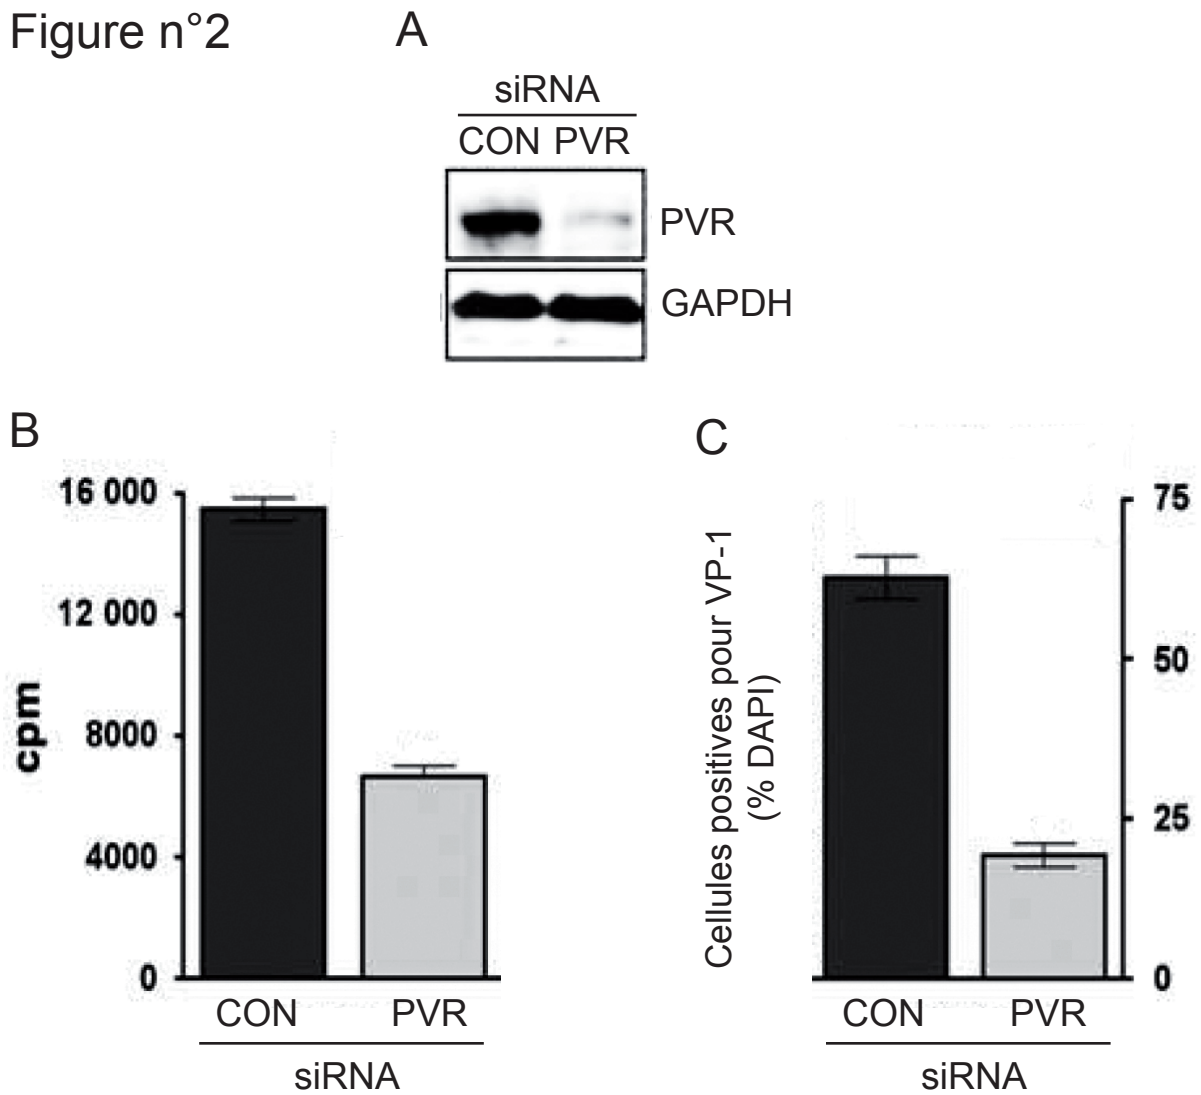 Figure n°2
A
siRNA
CON PVR
PVR
GAPDH
B
16 000
12 000
8000
4000
0
cpm
CON PVR
siRNA
C
Cellules positives pour VP-1
(% DAPI)
75
50
25
0
CON PVR
siRNA